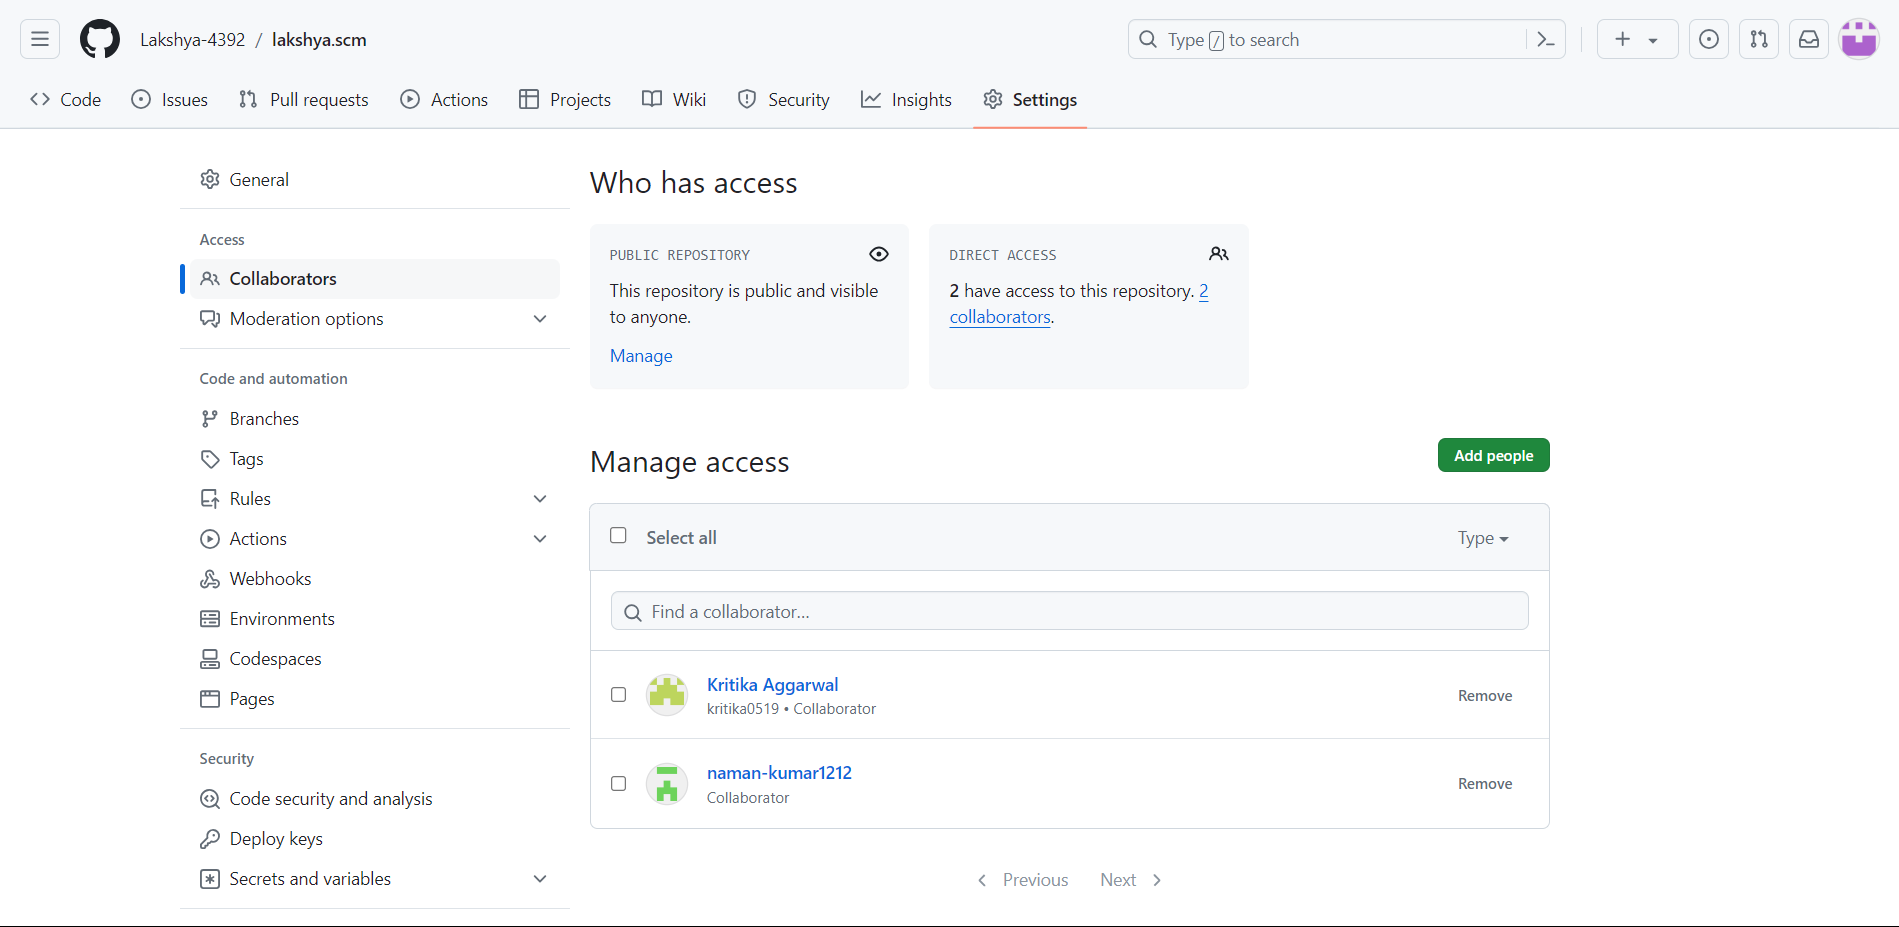 Lakshya-4392 / lakshya.scm
Type / to search
Code
Issues
Pull requests
Actions
Projects
Wiki
Security
Insights
Settings
General
Access
Collaborators
Moderation options
Code and automation
Branches
Tags
Rules
Actions
Webhooks
Environments
Codespaces
Pages
Security
Code security and analysis
Deploy keys
Secrets and variables
Who has access
PUBLIC REPOSITORY
This repository is public and visible
to anyone.
Manage
DIRECT ACCESS
2 have access to this repository. 2
collaborators.
Manage access
Add people
Select all
Type
Find a collaborator...
Kritika Aggarwal
kritika0519 • Collaborator
Remove
naman-kumar1212
Collaborator
Remove
Previous
Next